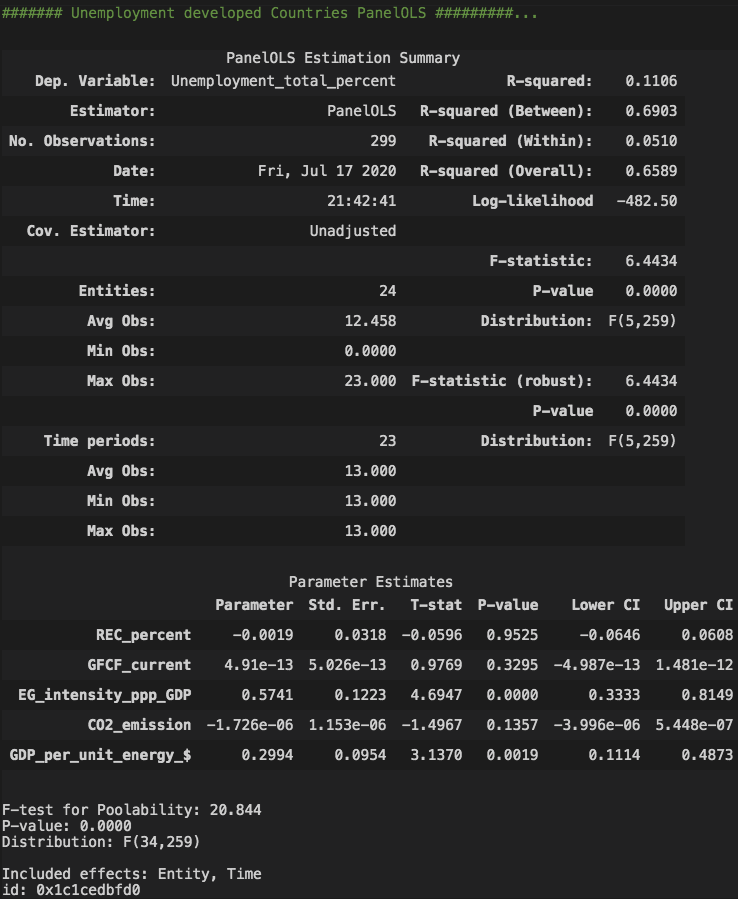 ####### Unemployment developed Countries PanelOLS #########...
PanelOLS Estimation Summary
Dep. Variable: Unemployment_total_percent R-squared: 0.1106
Estimator: PanelOLS R-squared (Between): 0.6903
No. Observations: 299 R-squared (Within): 0.0510
Date: Fri, Jul 17 2020 R-squared (Overall): 0.6589
Time: 21:42:41 Log-likelihood -482.50
Cov. Estimator: Unadjusted
F-statistic: 6.4434
Entities: 24 P-value 0.0000
Avg Obs: 12.458 Distribution: F(5,259)
Min Obs: 0.0000
Max Obs: 23.000 F-statistic (robust): 6.4434
P-value 0.0000
Time periods: 23 Distribution: F(5,259)
Avg Obs: 13.000
Min Obs: 13.000
Max Obs: 13.000
Parameter Estimates
Parameter Std. Err. T-stat P-value Lower CI Upper CI
REC_percent -0.0019 0.0318 -0.0596 0.9525 -0.0646 0.0608
GFCF_current 4.91e-13 5.026e-13 0.9769 0.3295 -4.987e-13 1.481e-12
EG_intensity_ppp_GDP 0.5741 0.1223 4.6947 0.0000 0.3333 0.8149
CO2_emission -1.726e-06 1.153e-06 -1.4967 0.1357 -3.996e-06 5.448e-07
GDP_per_unit_energy_$ 0.2994 0.0954 3.1370 0.0019 0.1114 0.4873
F-test for Poolability: 20.844
P-value: 0.0000
Distribution: F(34,259)
Included effects: Entity, Time
id: 0x1c1cedbfd0